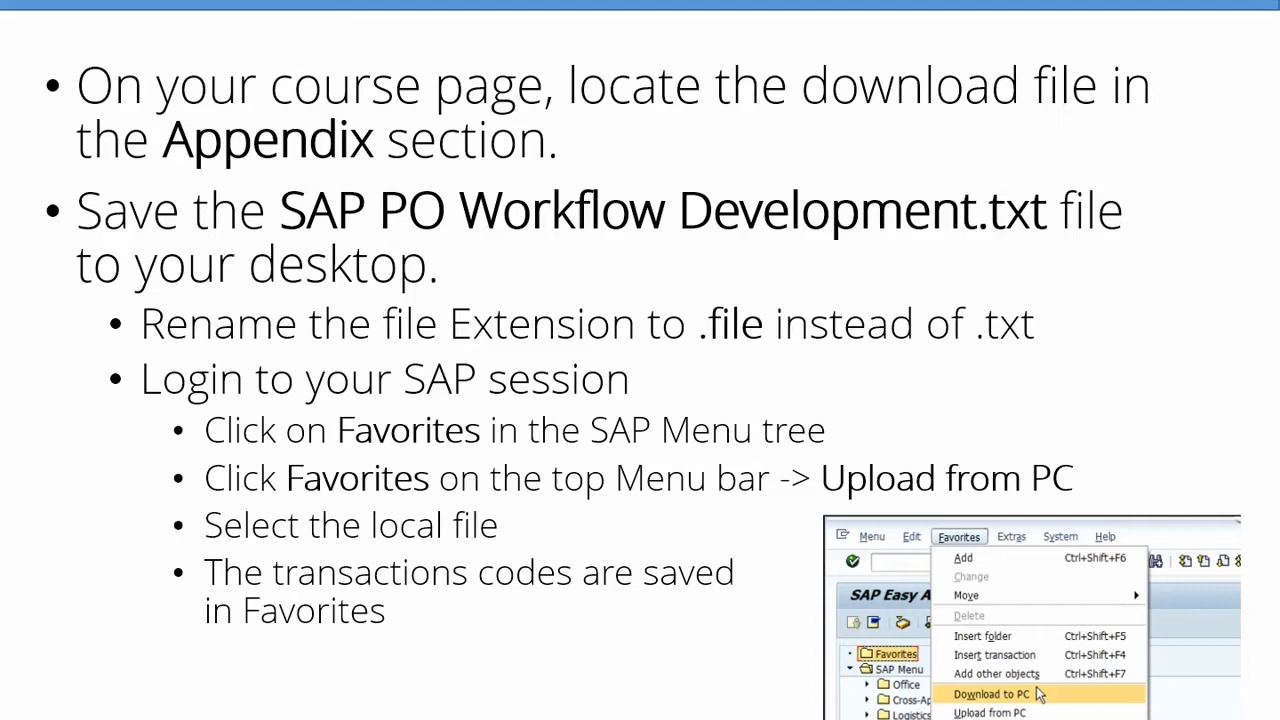 • On your course page, locate the download file in
the Appendix section.
• Save the SAP PO Workflow Development.txt file
to your desktop.
• Rename the file Extension to .file instead of .txt
• Login to your SAP session
• Click on Favorites in the SAP Menu tree
• Click Favorites on the top Menu bar -> Upload from PC
• Select the local file
• The transactions codes are saved
in Favorites
Menu Edit Favorites Extras System Help
Add Ctrl+Shift+F6
Change
Move
SAP Easy A
Delete
Insert folder Ctrl+Shift+F5
Favorites
Insert transaction Ctrl+Shift+F4
SAP Menu
Add other objects Ctrl+Shift+F7
Office
Download to PC
Cross-Ap
Upload from PC
Logistics